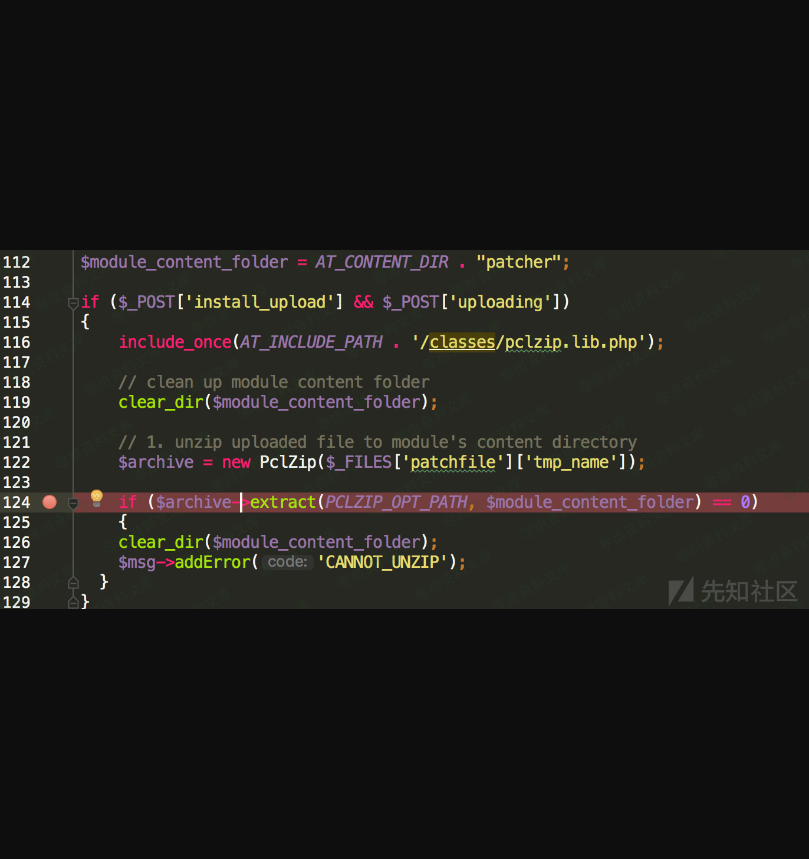 112 $module_content_folder = AT_CONTENT_DIR . "patcher";
113
114 if ($_POST['install_upload'] && $_POST['uploading'])
115 {
116 include_once(AT_INCLUDE_PATH . '/classes/pclzip.lib.php');
117
118 // clean up module content folder
119 clear_dir($module_content_folder);
120
121 // 1. unzip uploaded file to module's content directory
122 $archive = new PclZip($_FILES['patchfile']['tmp_name']);
123
124 if ($archive->extract(PCLZIP_OPT_PATH, $module_content_folder) == 0)
125 {
126 clear_dir($module_content_folder);
127 $msg->addError( code: 'CANNOT_UNZIP');
128 }
129 }
先知社区